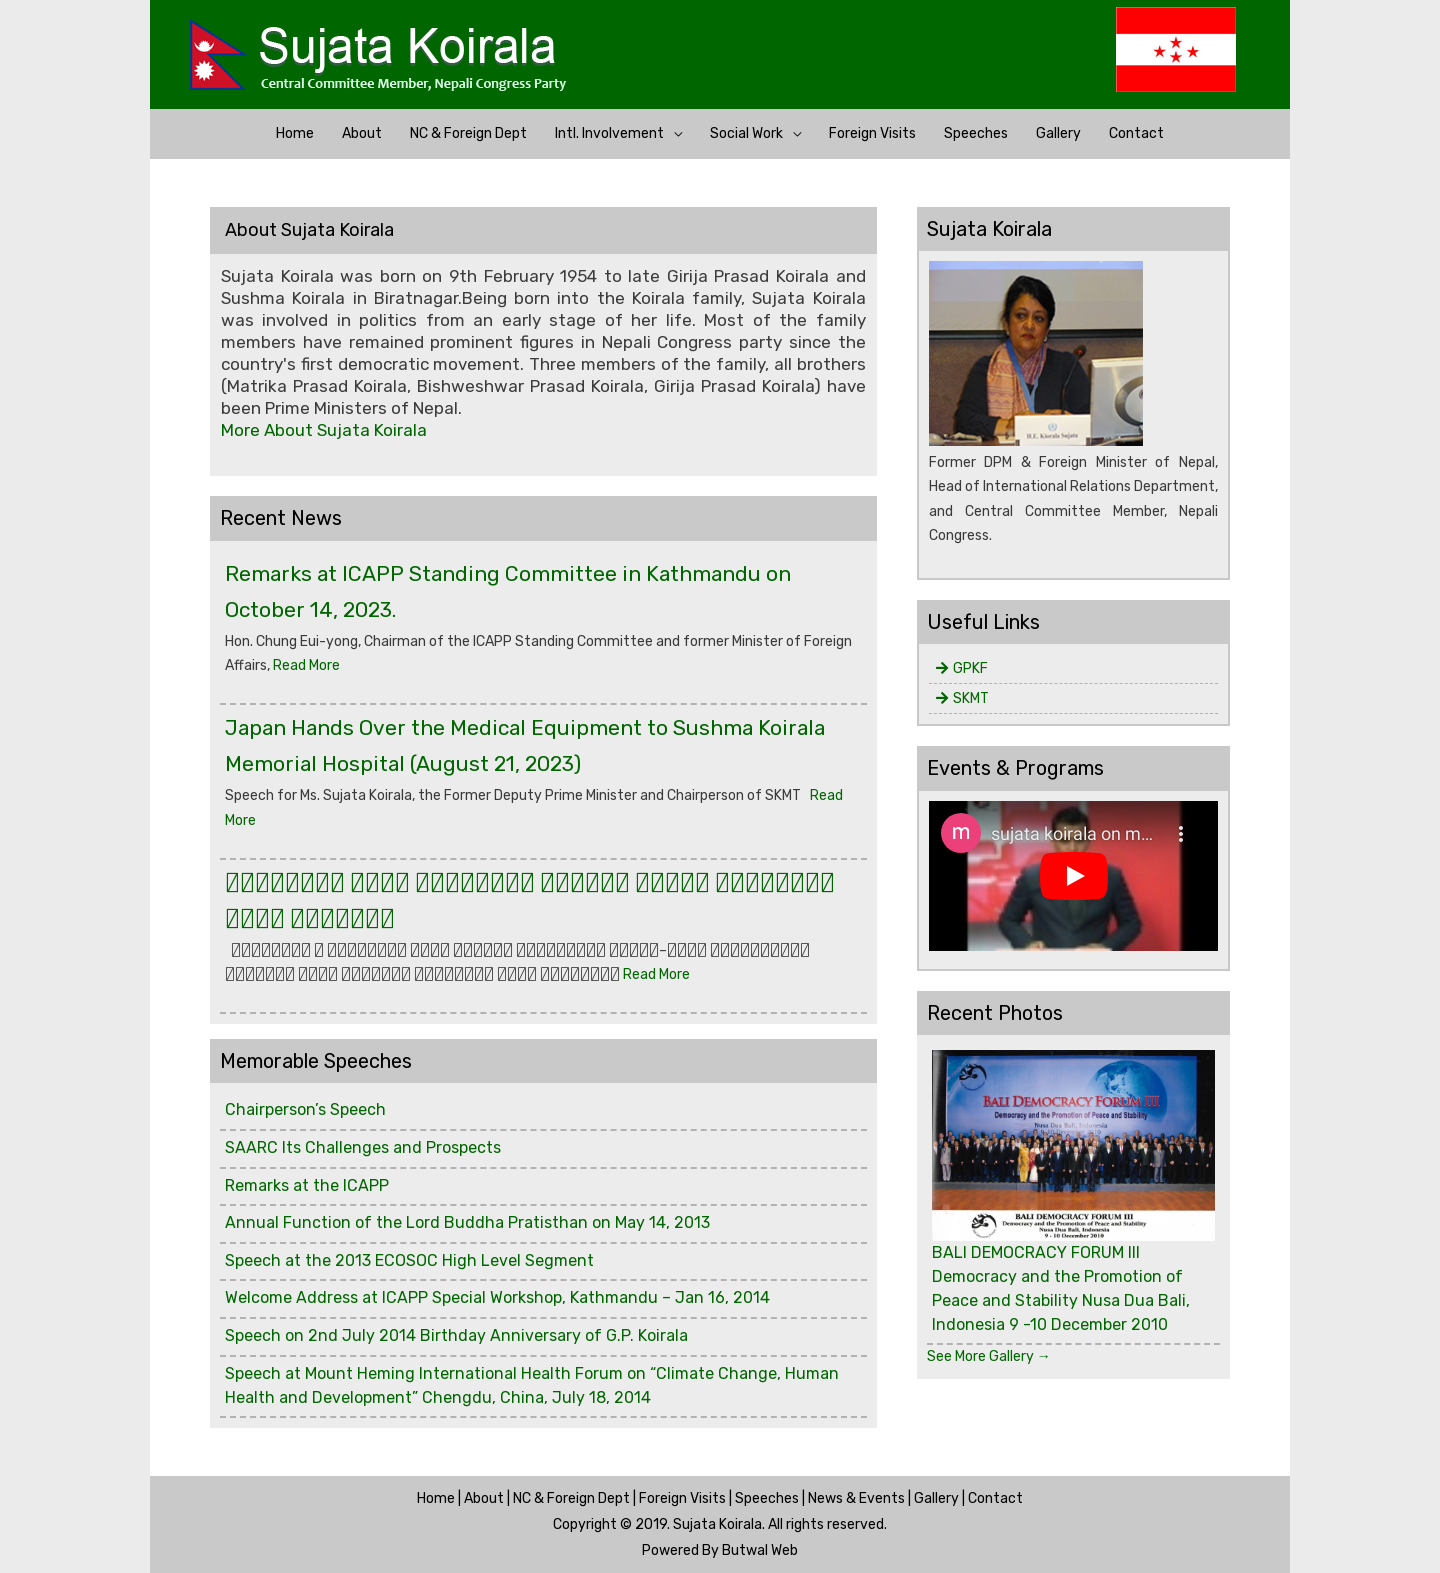 Sujata Koirala
Central Committee Member, Nepali Congress Party
Home About NC & Foreign Dept Intl. Involvement Social Work Foreign Visits Speeches Gallery Contact
About Sujata Koirala
Sujata Koirala was born on 9th February 1954 to late Girija Prasad Koirala and
Sushma Koirala in Biratnagar.Being born into the Koirala family, Sujata Koirala
was involved in politics from an early stage of her life. Most of the family
members have remained prominent figures in Nepali Congress party since the
country's first democratic movement. Three members of the family, all brothers
(Matrika Prasad Koirala, Bishweshwar Prasad Koirala, Girija Prasad Koirala) have
been Prime Ministers of Nepal.
More About Sujata Koirala
Recent News
Remarks at ICAPP Standing Committee in Kathmandu on
October 14, 2023.
Hon. Chung Eui-yong, Chairman of the ICAPP Standing Committee and former Minister of Foreign
Affairs, Read More
Japan Hands Over the Medical Equipment to Sushma Koirala
Memorial Hospital (August 21, 2023)
Speech for Ms. Sujata Koirala, the Former Deputy Prime Minister and Chairperson of SKMT Read
More
Read More
Memorable Speeches
Chairperson’s Speech
SAARC Its Challenges and Prospects
Remarks at the ICAPP
Annual Function of the Lord Buddha Pratisthan on May 14, 2013
Speech at the 2013 ECOSOC High Level Segment
Welcome Address at ICAPP Special Workshop, Kathmandu – Jan 16, 2014
Speech on 2nd July 2014 Birthday Anniversary of G.P. Koirala
Speech at Mount Heming International Health Forum on “Climate Change, Human
Health and Development” Chengdu, China, July 18, 2014
Sujata Koirala
H.E. Kiorala Sujata
Former DPM & Foreign Minister of Nepal,
Head of International Relations Department,
and Central Committee Member, Nepali
Congress.
Useful Links
GPKF
SKMT
Events & Programs
m sujata koirala on m...
Recent Photos
BALI DEMOCRACY FORUM III
Democracy and the Promotion of Peace and Stability
Nusa Dua Bali, Indonesia
9 - 10 December 2010
BALI DEMOCRACY FORUM III
Democracy and the Promotion of Peace and Stability
Nusa Dua Bali, Indonesia
9 - 10 December 2010
BALI DEMOCRACY FORUM III
Democracy and the Promotion of
Peace and Stability Nusa Dua Bali,
Indonesia 9 -10 December 2010
See More Gallery →
Home | About | NC & Foreign Dept | Foreign Visits | Speeches | News & Events | Gallery | Contact
Copyright © 2019. Sujata Koirala. All rights reserved.
Powered By Butwal Web